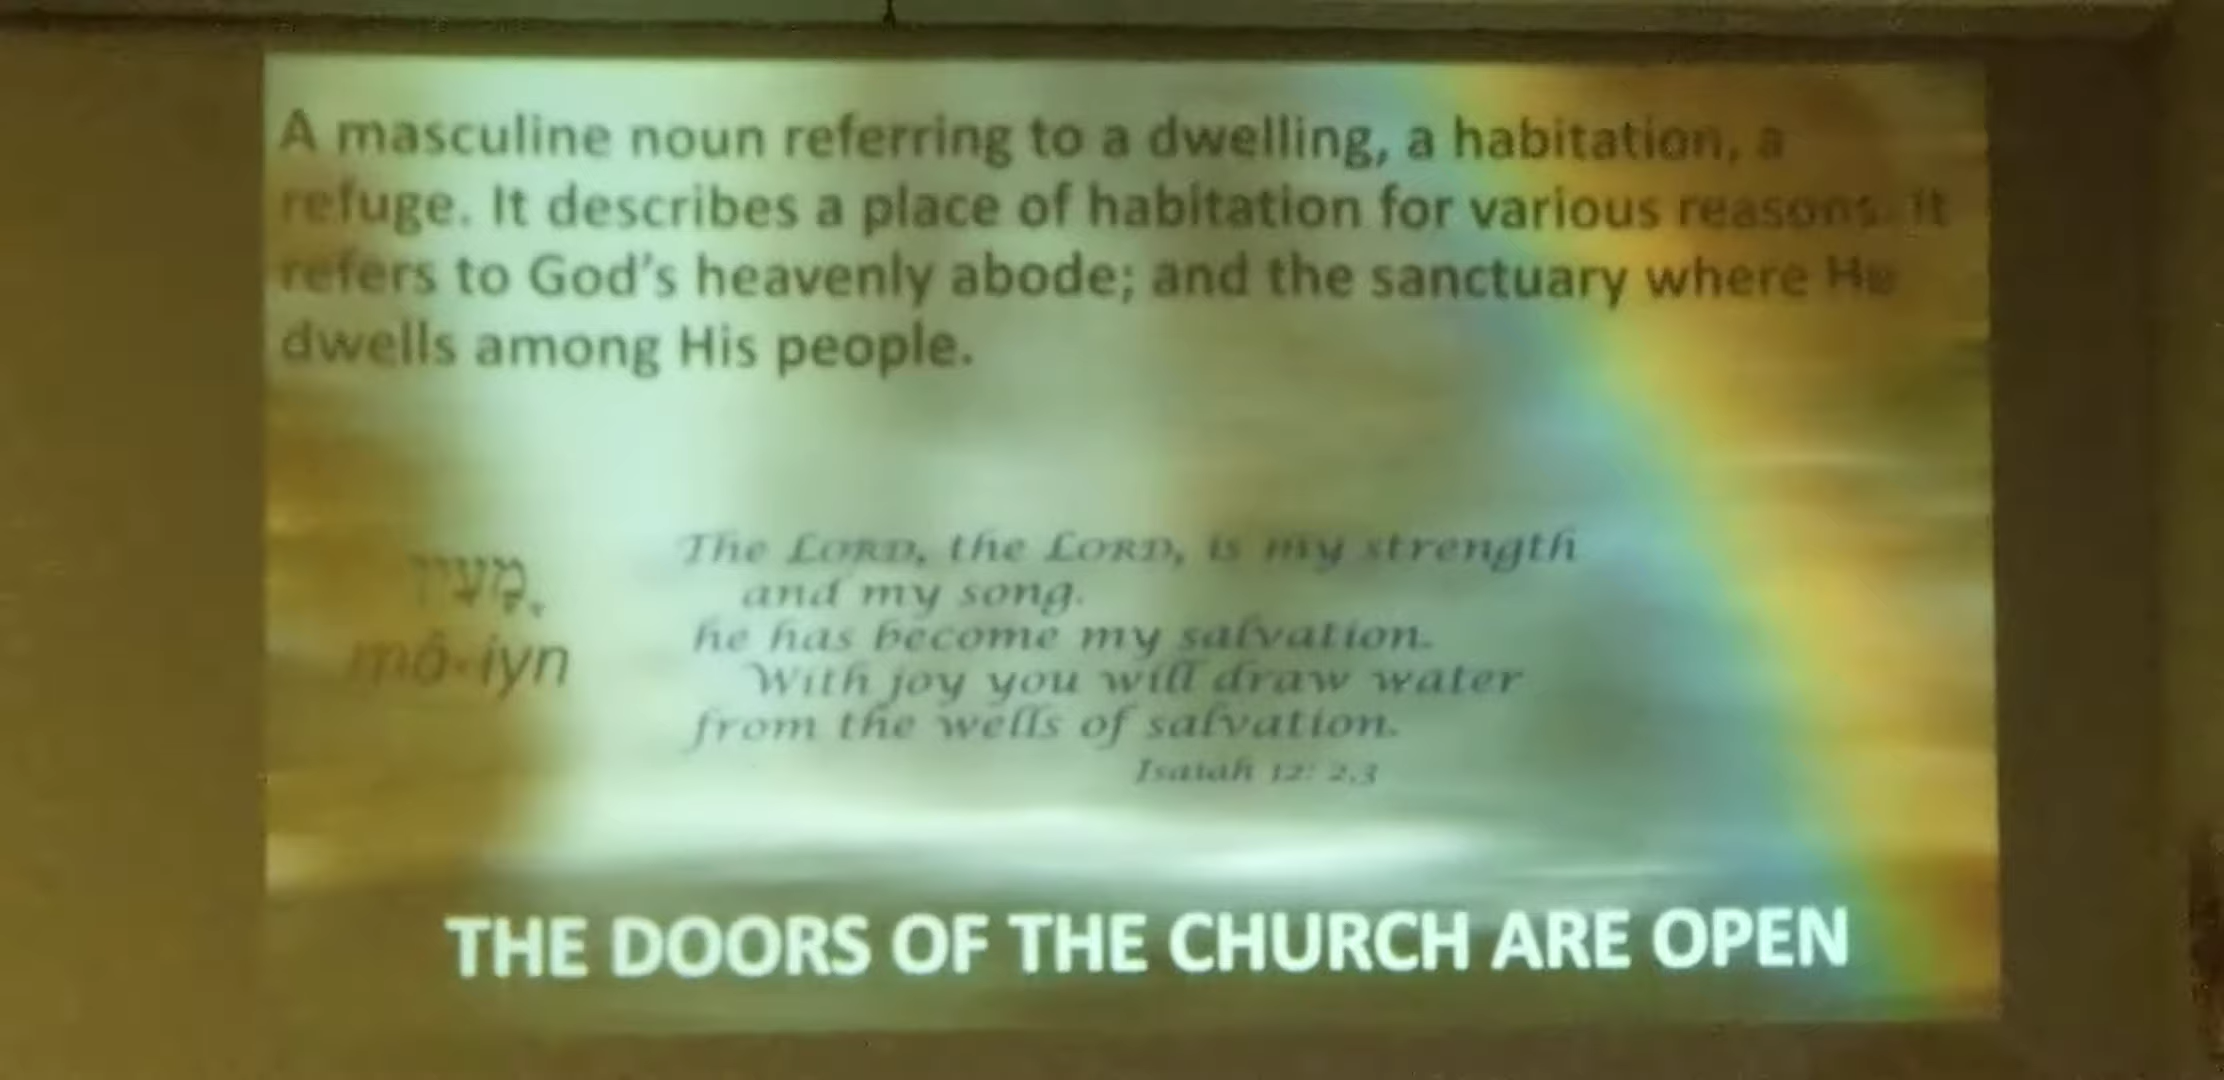 A masculine noun referring to a dwelling, a habitation, a
refuge. It describes a place of habitation for various reasons. It
refers to God's heavenly abode; and the sanctuary where He
dwells among His people.
מָעִין
mô-iyn
The LORD, the LORD, is my strength
and my song.
he has become my salvation.
With joy you will draw water
from the wells of salvation.
Isaiah 12: 2,3
THE DOORS OF THE CHURCH ARE OPEN